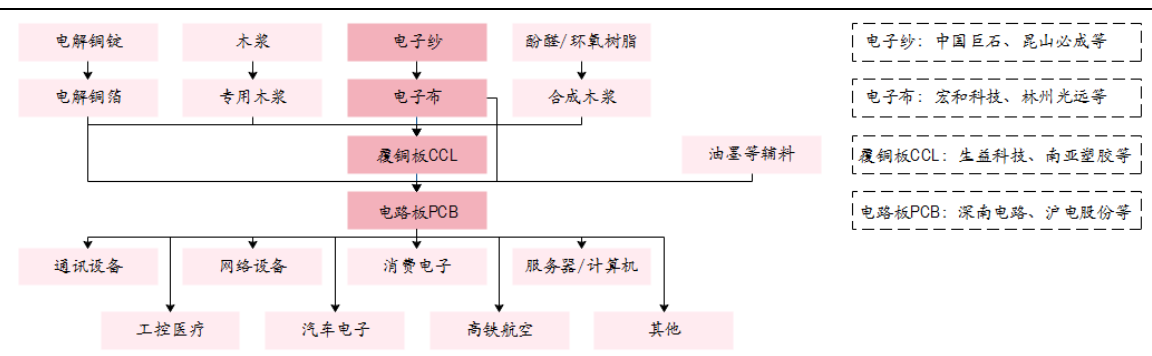 电解铜锭
木浆
电子纱
酚醛/环氧树脂
电子纱：中国巨石、昆山必成等
电解铜箔
专用木浆
电子布
合成木浆
电子布：宏和科技、林州光远等
覆铜板CCL
油墨等辅料
覆铜板CCL：生益科技、南亚塑胶等
电路板PCB
电路板PCB：深南电路、沪电股份等
通讯设备
网络设备
消费电子
服务器/计算机
工控医疗
汽车电子
高铁航空
其他